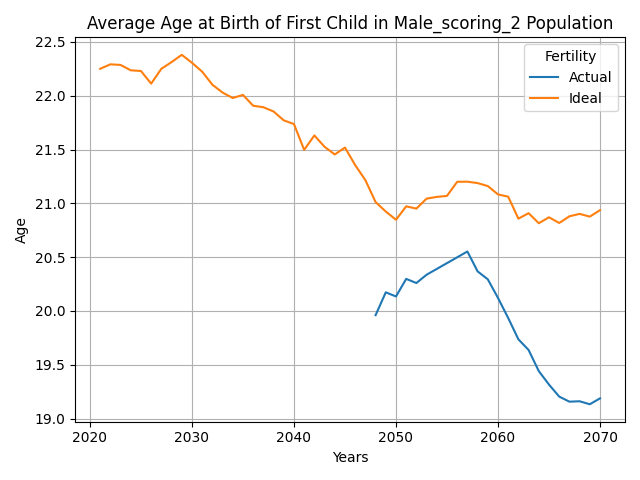 Average Age at Birth of First Child in Male_scoring_2 Population
22.5
22.0
21.5
21.0
20.5
20.0
19.5
19.0
Age
Fertility
Actual
Ideal
2020 2030 2040 2050 2060 2070
Years